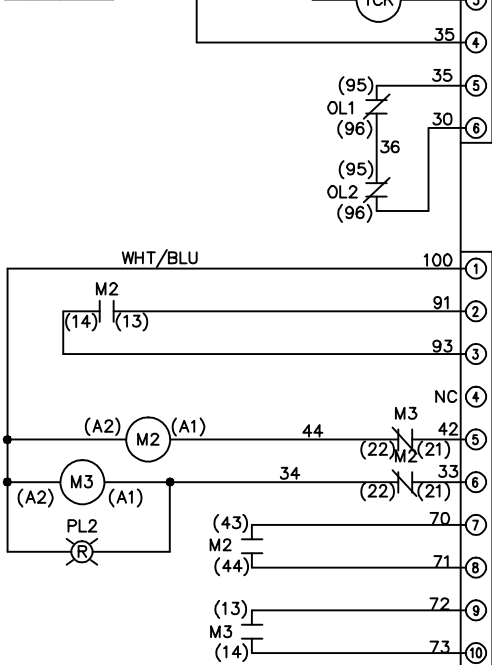 TCR 3
35 4
(95) 35 5
OL1
(96) 30 6
36
(95)
OL2
(96)
WHT/BLU 100 1
M2
91 2
(14) (13)
93 3
NC 4
M3
(A2) M2 (A1) 44 42 5
(22) (21)
M2
M3 34 33 6
(A2) (A1) (22) (21)
PL2
(43) 70 7
R
M2
(44) 71 8
(13) 72 9
M3
(14) 73 10